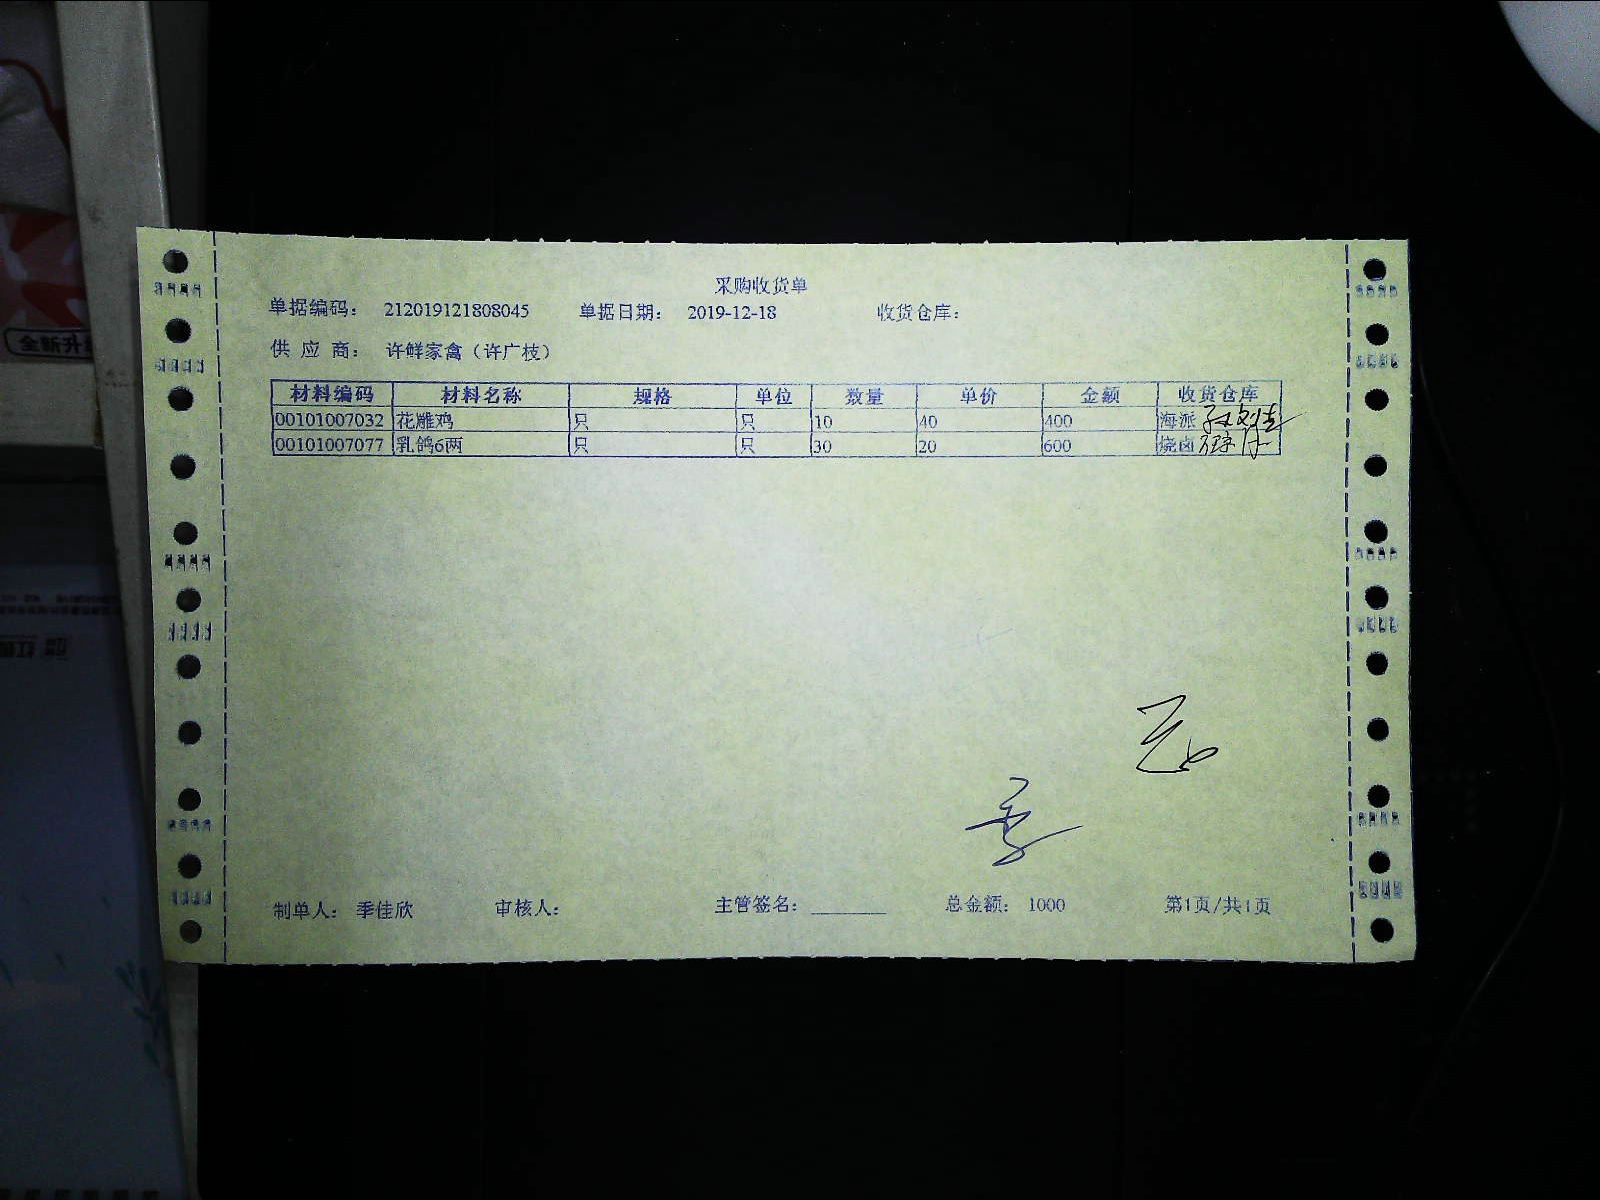 全新升
采购收货单
单据编码： 212019121808045 单据日期： 2019-12-18 收货仓库：
供 应 商： 许鲜家禽（许广枝）
材料编码 材料名称 规格 单位 数量 单价 金额 收货仓库
00101007032 花雕鸡 只 只 10 40 400 海派
00101007077 乳鸽6两 只 只 30 20 600 烧卤
季
制单人： 季佳欣 审核人： 主管签名： ________ 总金额： 1000 第1页/共1页